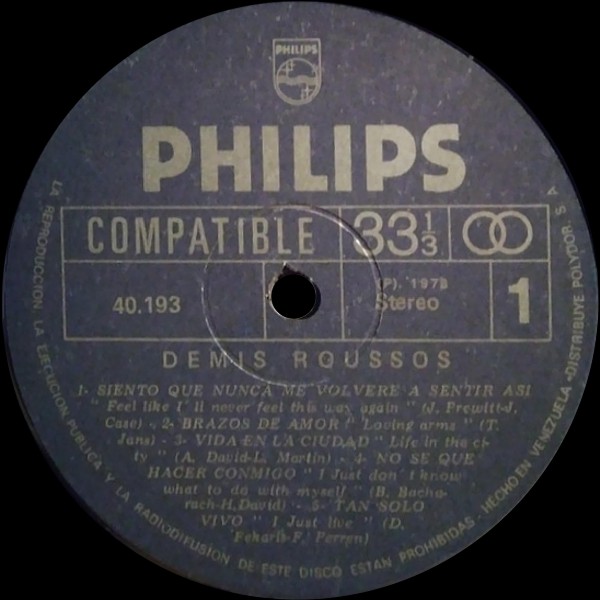 PHILIPS
PHILIPS
COMPATIBLE 33 1/3
40.193
(P). 1978
Stereo
1
DEMIS ROUSSOS
1- SIENTO QUE NUNCA ME VOLVERE A SENTIR ASI
" Feel like I' ll never feel this way again " (J. Prewitt-J.
Case) - 2- BRAZOS DE AMOR " Loving arms " (T.
Jans) - 3- VIDA EN LA CIUDAD " Life in the ci-
ty " (A. David-L. Martin) - 4- NO SE QUE
HACER CONMIGO " I Just don' t know
what to do with myself " (B. Bacha-
rach-H.David) - 5- TAN SOLO
VIVO " I Just live " (D.
Fekaris-F. Perren)
LA REPRODUCCION LA EJECUCION PUBLICA Y LA RADIODIFUSION DE ESTE DISCO ESTAN PROHIBIDAS. HECHO EN VENEZUELA -DISTRIBUYE POLYDOR, S.A.